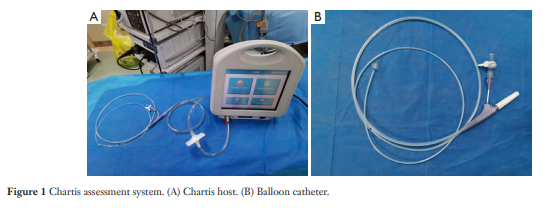 A
B
Figure 1 Chartis assessment system. (A) Chartis host. (B) Balloon catheter.